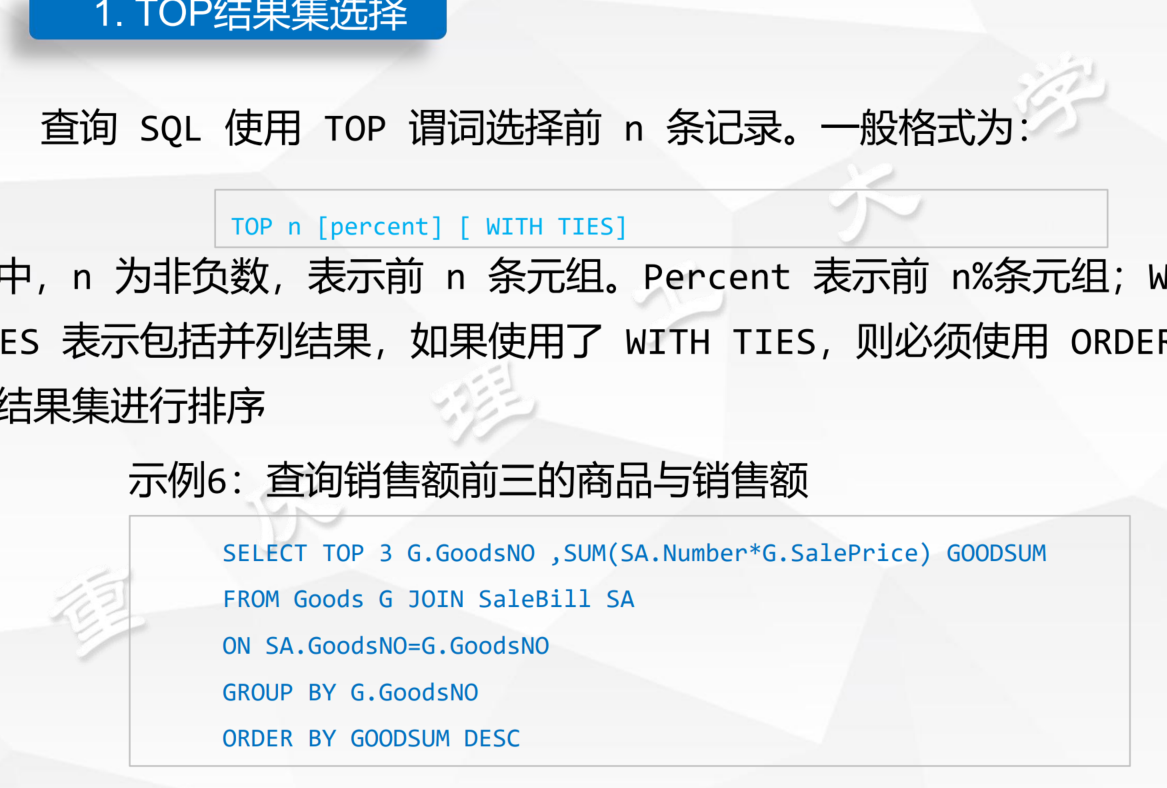 1. TOP结果集选择
查询 SQL 使用 TOP 谓词选择前 n 条记录。一般格式为：
TOP n [percent] [ WITH TIES]
中，n 为非负数，表示前 n 条元组。Percent 表示前 n%条元组；W
ES 表示包括并列结果，如果使用了 WITH TIES，则必须使用 ORDER
结果集进行排序
示例6：查询销售额前三的商品与销售额
SELECT TOP 3 G.GoodsNO ,SUM(SA.Number*G.SalePrice) GOODSUM
FROM Goods G JOIN SaleBill SA
ON SA.GoodsNO=G.GoodsNO
GROUP BY G.GoodsNO
ORDER BY GOODSUM DESC
重庆理工大学